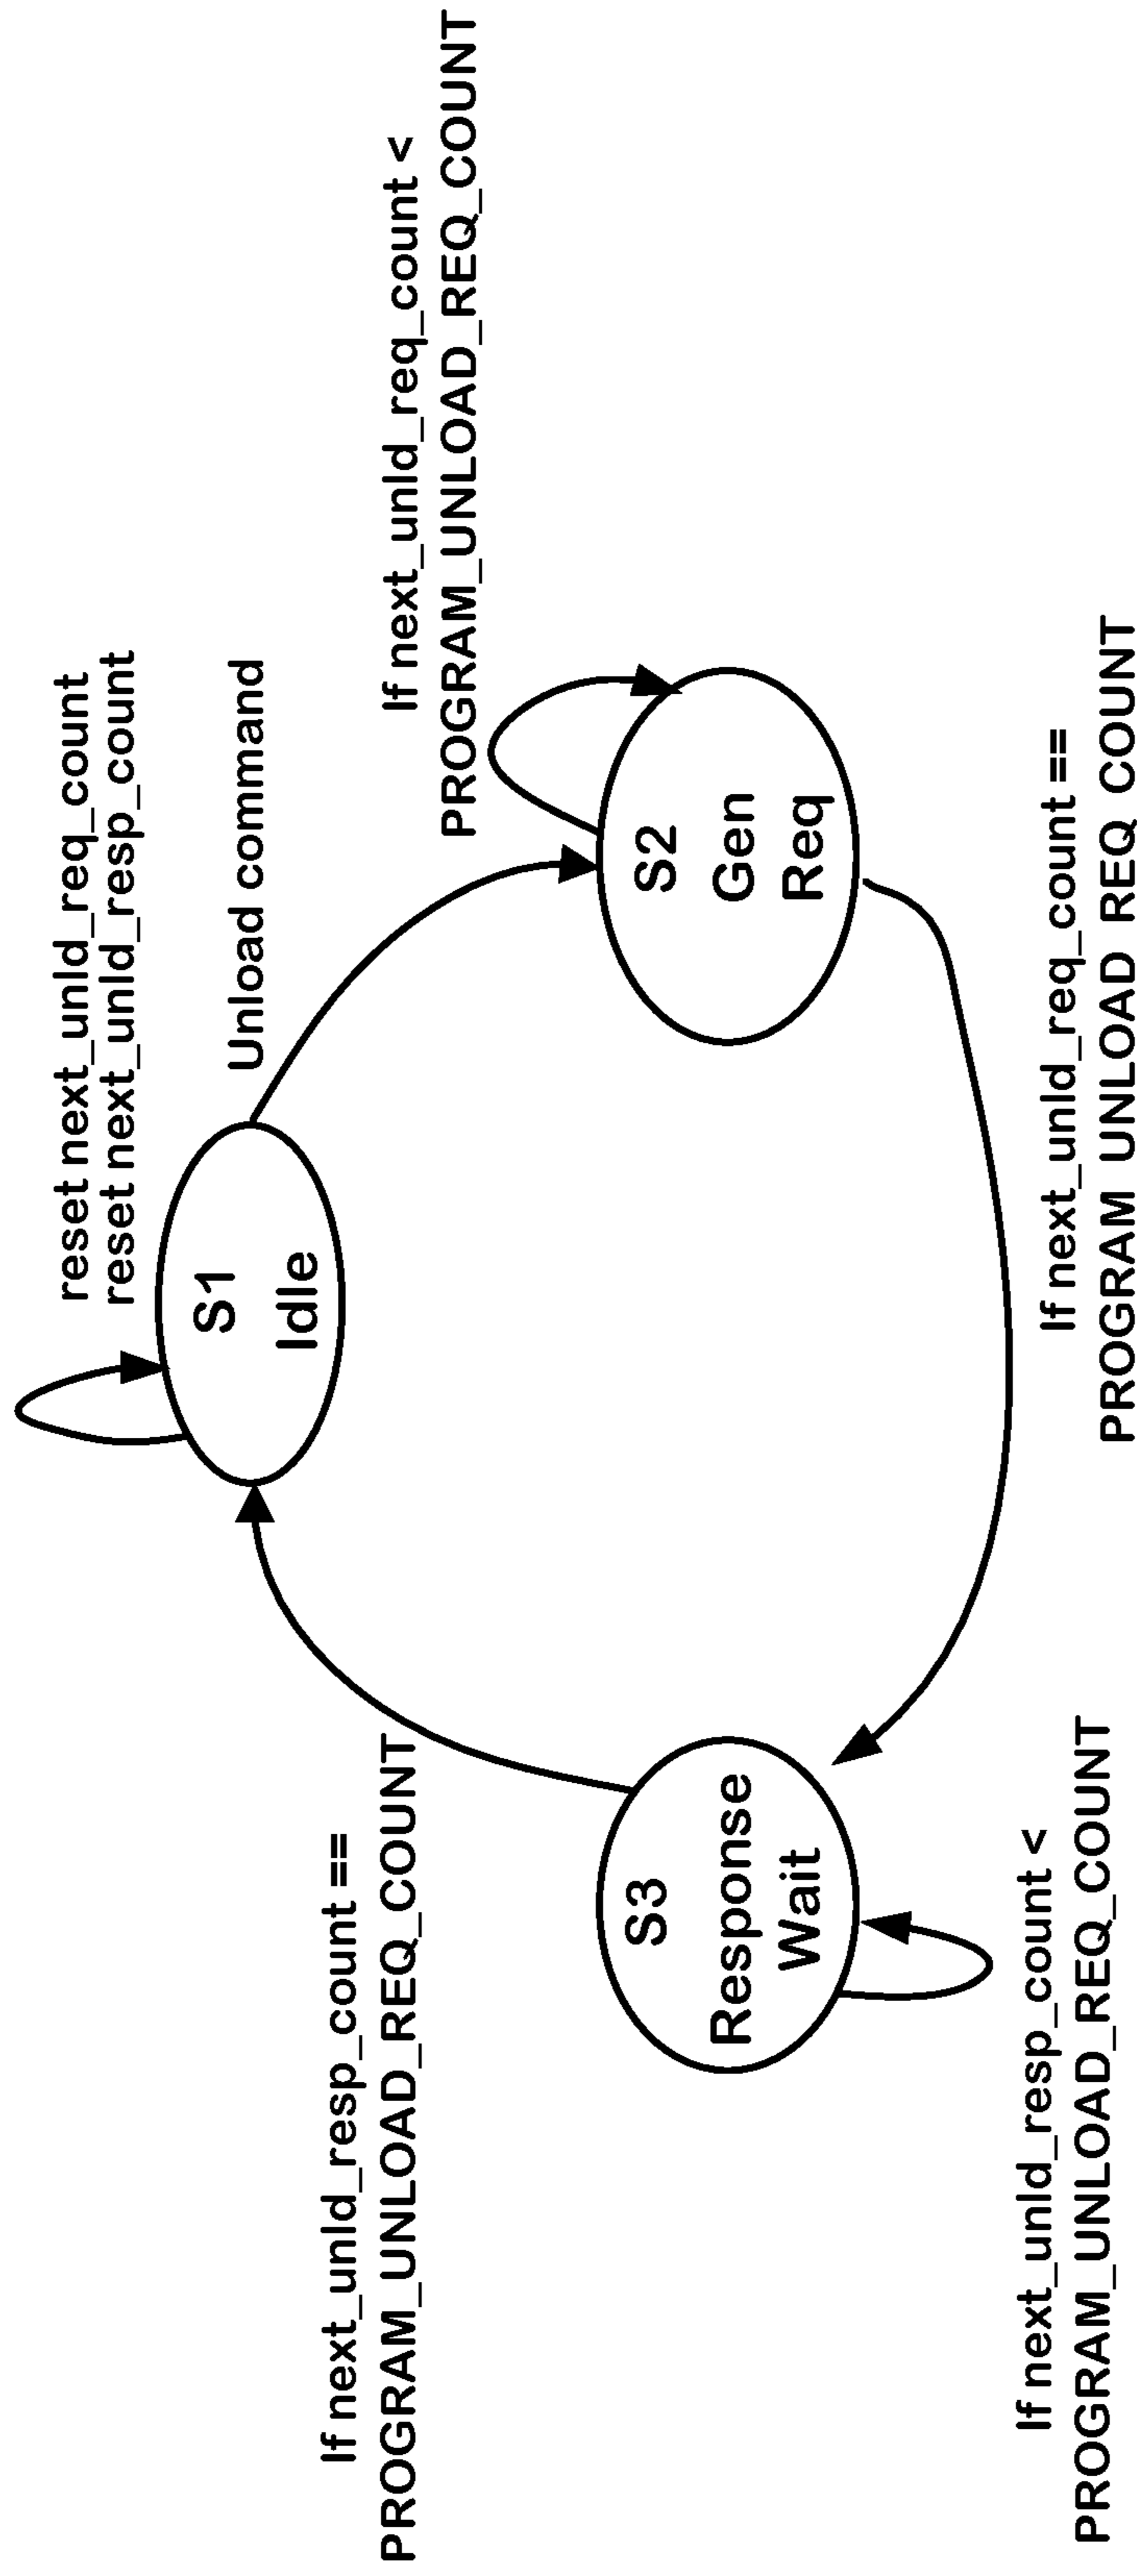 reset next_unld_req_count
reset next_unld_resp_count
S1
Idle
Unload command
If next_unld_req_count <
PROGRAM_UNLOAD_REQ_COUNT
S2
Gen
Req
If next_unld_req_count ==
PROGRAM_UNLOAD_REQ_COUNT
S3
Response
Wait
If next_unld_resp_count <
PROGRAM_UNLOAD_REQ_COUNT
If next_unld_resp_count ==
PROGRAM_UNLOAD_REQ_COUNT